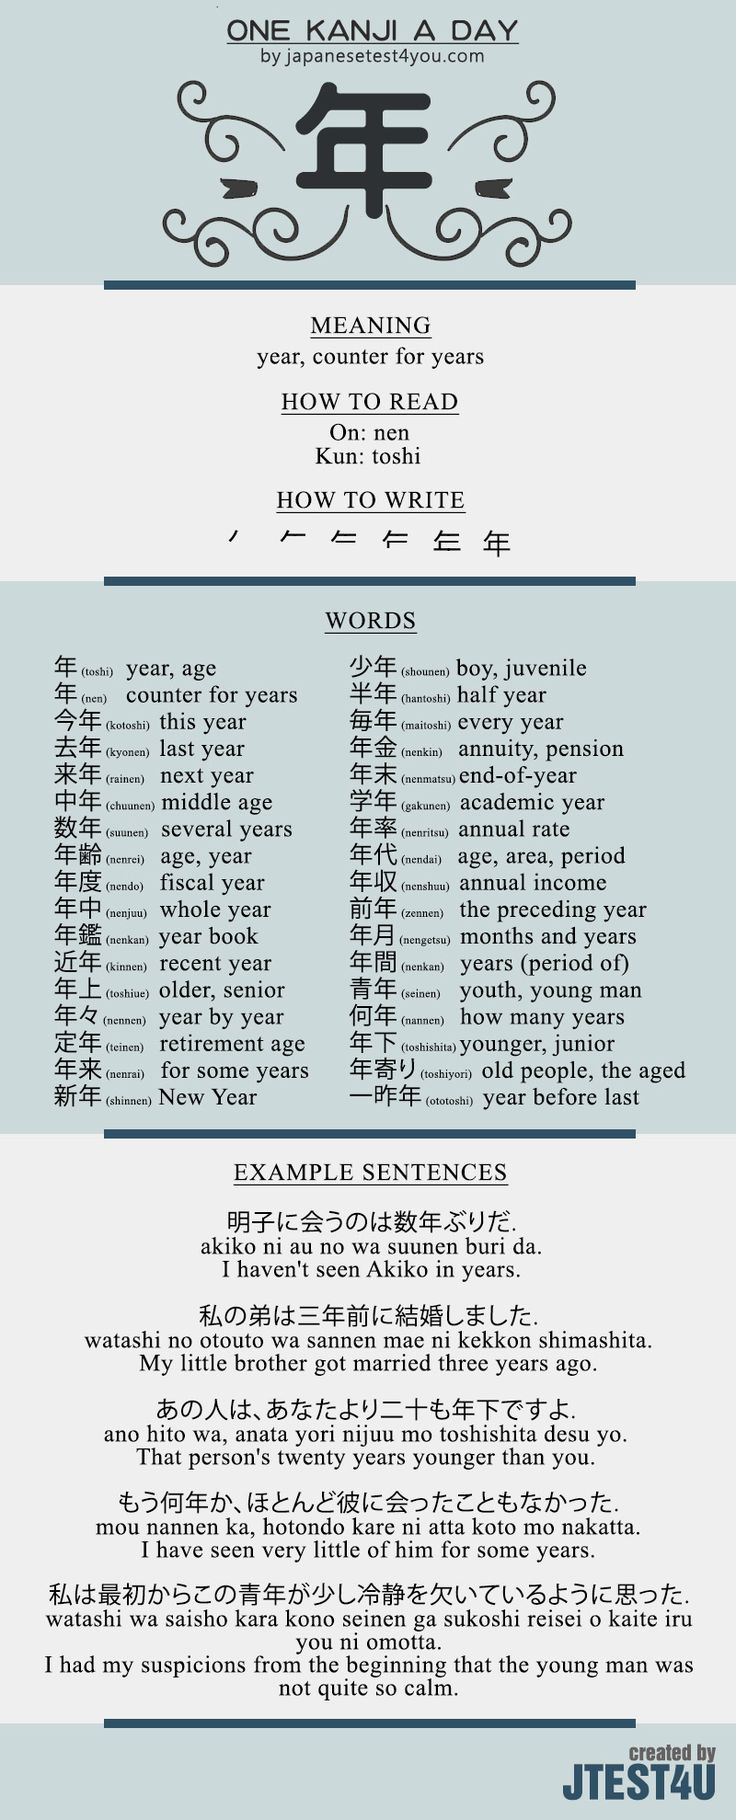 ONE KANJI A DAY
by japanesetest4you.com
年
MEANING
year, counter for years
HOW TO READ
On: nen
Kun: toshi
HOW TO WRITE
年
WORDS
年 (toshi) year, age
年 (nen) counter for years
今年 (kotoshi) this year
去年 (kyonen) last year
来年 (rainen) next year
中年 (chuunen) middle age
数年 (suunen) several years
年齢 (nenrei) age, year
年度 (nendo) fiscal year
年中 (nenjuu) whole year
年鑑 (nenkan) year book
近年 (kinnen) recent year
年上 (toshiue) older, senior
年々 (nennen) year by year
定年 (teinen) retirement age
年来 (nenrai) for some years
新年 (shinnen) New Year
少年 (shounen) boy, juvenile
半年 (hantoshi) half year
毎年 (maitoshi) every year
年金 (nenkin) annuity, pension
年末 (nenmatsu) end-of-year
学年 (gakunen) academic year
年率 (nenritsu) annual rate
年代 (nendai) age, area, period
年収 (nenshuu) annual income
前年 (zennen) the preceding year
年月 (nengetsu) months and years
年間 (nenkan) years (period of)
青年 (seinen) youth, young man
何年 (nannen) how many years
年下 (toshishita) younger, junior
年寄り (toshiyori) old people, the aged
一昨年 (ototoshi) year before last
EXAMPLE SENTENCES
明子に会うのは数年ぶりだ.
akiko ni au no wa suunen buri da.
I haven't seen Akiko in years.
私の弟は三年前に結婚しました.
watashi no otouto wa sannen mae ni kekkon shimashita.
My little brother got married three years ago.
あの人は、あなたより二十も年下ですよ.
ano hito wa, anata yori nijuu mo toshishita desu yo.
That person's twenty years younger than you.
もう何年か、ほとんど彼に会ったこともなかった.
mou nannen ka, hotondo kare ni atta koto mo nakatta.
I have seen very little of him for some years.
私は最初からこの青年が少し冷静を欠いているように思った.
watashi wa saisho kara kono seinen ga sukoshi reisei o kaite iru
you ni omotta.
I had my suspicions from the beginning that the young man was
not quite so calm.
created by
JTEST4U